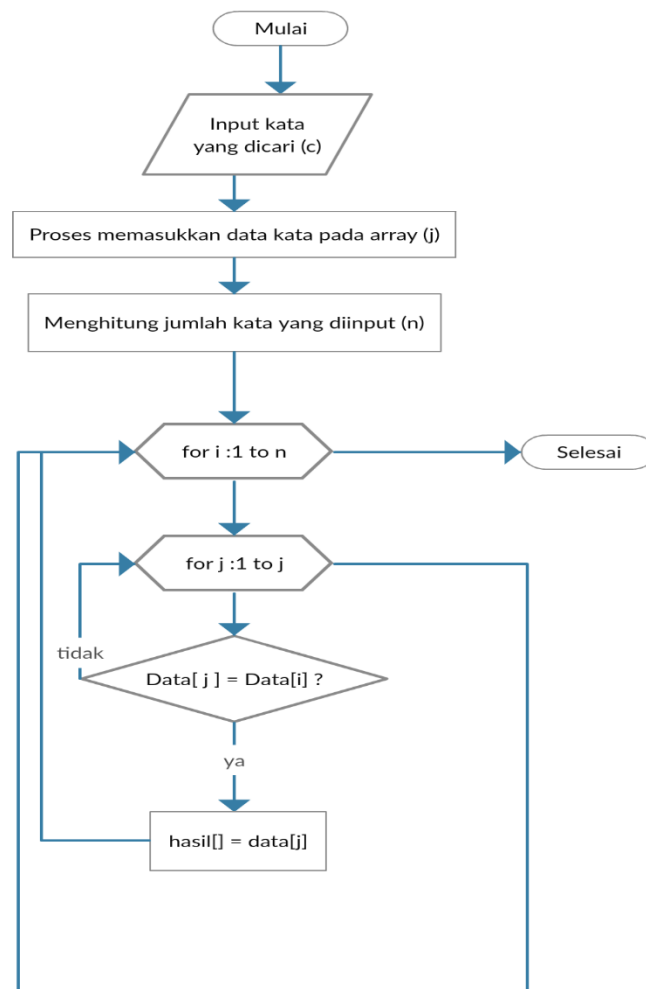 Mulai
Input kata
yang dicari (c)
Proses memasukkan data kata pada array (j)
Menghitung jumlah kata yang diinput (n)
for i :1 to n
Selesai
for j :1 to j
tidak
Data[ j ] = Data[i] ?
ya
hasil[] = data[j]